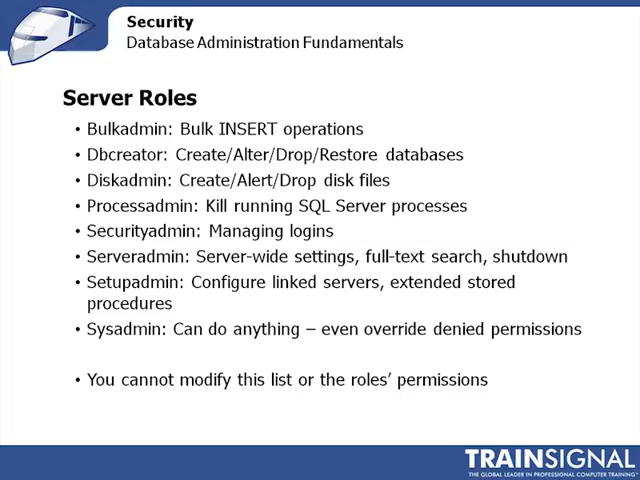 Security
Database Administration Fundamentals
Server Roles
• Bulkadmin: Bulk INSERT operations
• Dbcreator: Create/Alter/Drop/Restore databases
• Diskadmin: Create/Alert/Drop disk files
• Processadmin: Kill running SQL Server processes
• Securityadmin: Managing logins
• Serveradmin: Server-wide settings, full-text search, shutdown
• Setupadmin: Configure linked servers, extended stored
procedures
• Sysadmin: Can do anything – even override denied permissions
• You cannot modify this list or the roles’ permissions
TRAINSIGNAL
THE GLOBAL LEADER IN PROFESSIONAL COMPUTER TRAINING™